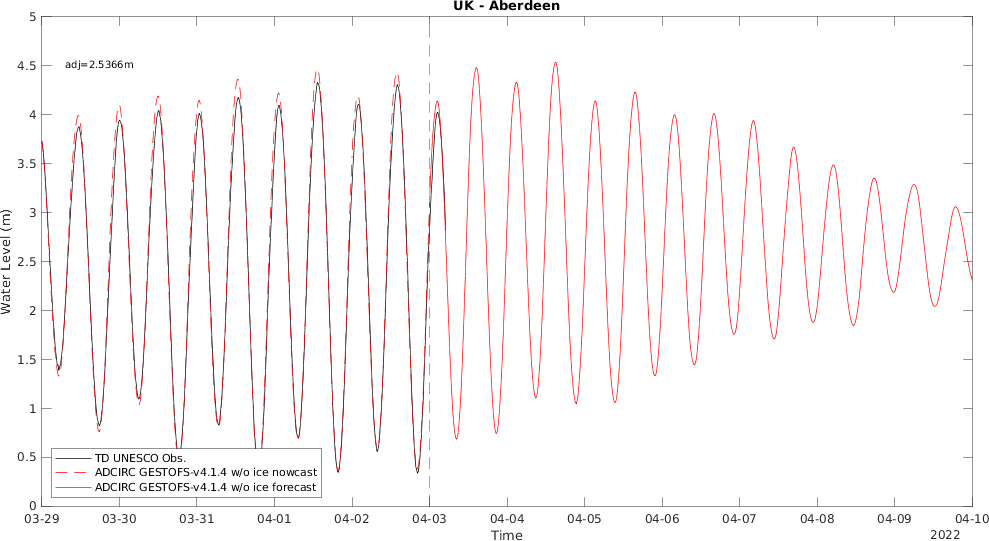 UK - Aberdeen
adj=2.5366m
5
4.5
4
3.5
3
2.5
2
1.5
1
0.5
0
Water Level (m)
TD UNESCO Obs.
ADCIRC GESTOFS-v4.1.4 w/o ice nowcast
ADCIRC GESTOFS-v4.1.4 w/o ice forecast
03-29 03-30 03-31 04-01 04-02 04-03 04-04 04-05 04-06 04-07 04-08 04-09 04-10
Time
2022